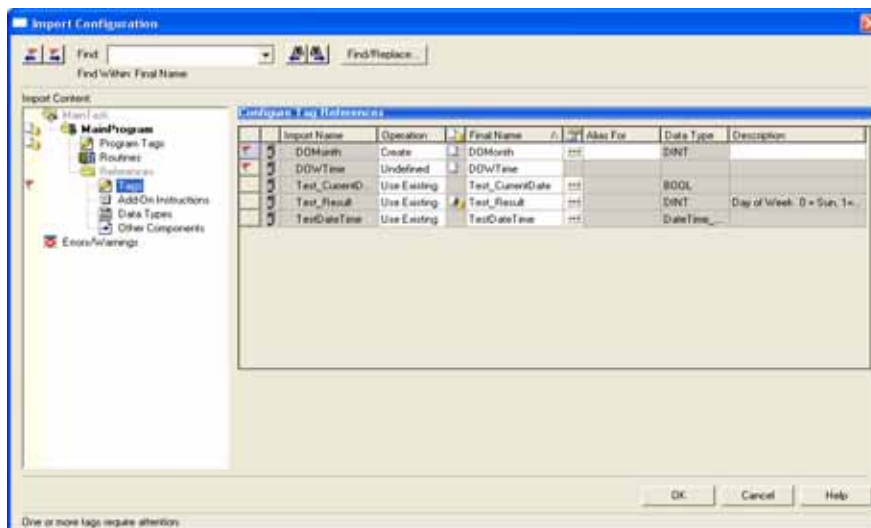 Import Configuration
Find:
Find/Replace...
Find Within: Final Name
Import Content:
MainTask
MainProgram
Program Tags
Routines
References
Tags
Add-On Instructions
Data Types
Other Components
Errors/Warnings
Configure Tag References
Import Name Operation Final Name Alias For Data Type Description
DOMonth Create DOMonth DINT
DOWTime Undefined DOWTime
Test_CurrentD... Use Existing Test_CurrentDate BOOL
Test_Result Use Existing Test_Result DINT Day of Week: 0 = Sun, 1=...
TestDateTime Use Existing TestDateTime DateTime_...
OK Cancel Help
One or more tags require attention.